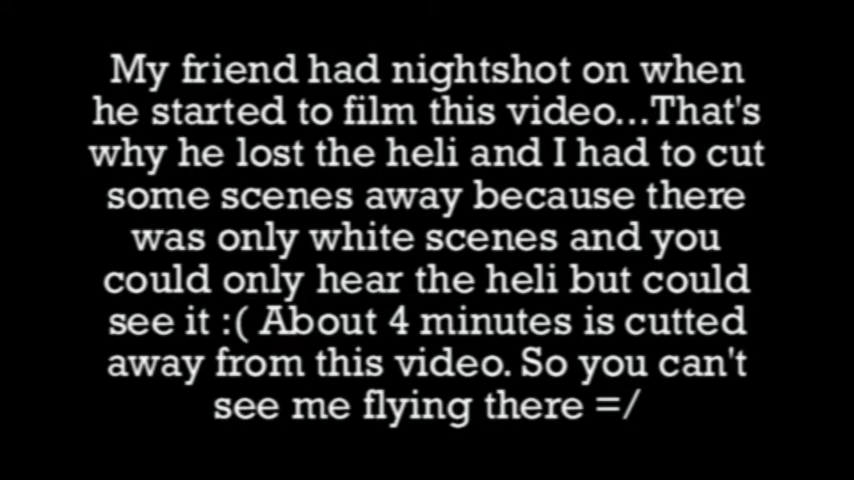 My friend had nightshot on when
he started to film this video...That's
why he lost the heli and I had to cut
some scenes away because there
was only white scenes and you
could only hear the heli but could
see it :( About 4 minutes is cutted
away from this video. So you can't
see me flying there =/